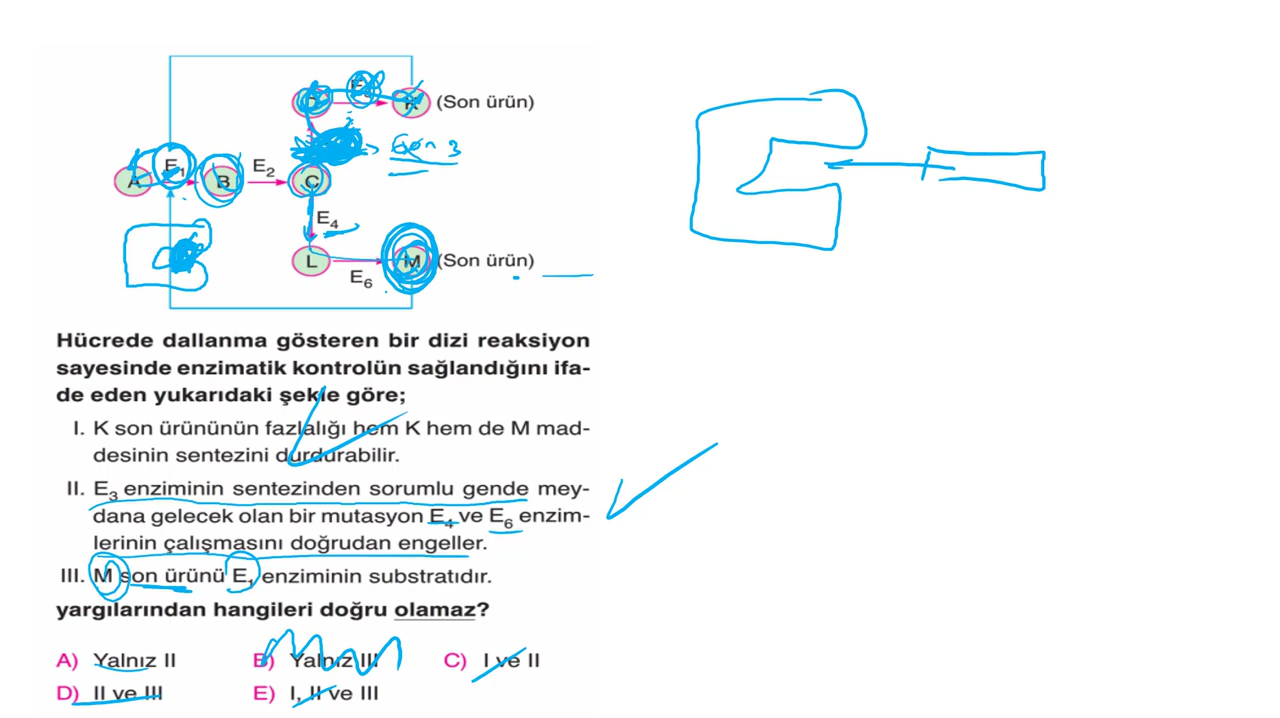 (Son ürün)
E2
A
E1
B
C
E4
L
M
(Son ürün)
E6
Hücrede dallanma gösteren bir dizi reaksiyon
sayesinde enzimatik kontrolün sağlandığını ifa-
de eden yukarıdaki şekle göre;
I. K son ürününün fazlalığı hem K hem de M mad-
desinin sentezini durdurabilir.
II. E3 enziminin sentezinden sorumlu gende mey-
dana gelecek olan bir mutasyon E4 ve E6 enzim-
lerinin çalışmasını doğrudan engeller.
III. M son ürünü E1 enziminin substratıdır.
yargılarından hangileri doğru olamaz?
A) Yalnız II
B) Yalnız III
C) I ve II
D) II ve III
E) I, II ve III